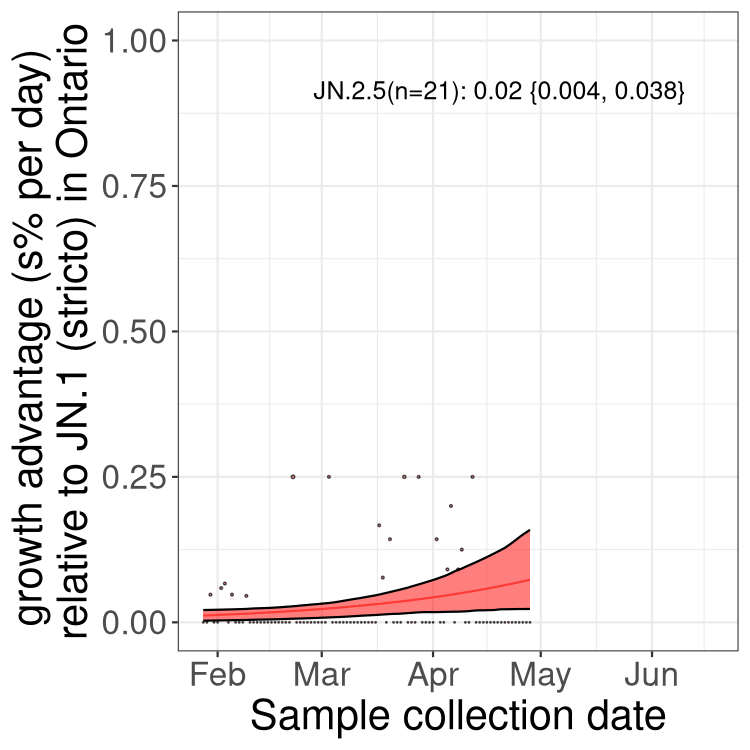 growth advantage (s% per day)
relative to JN.1 (stricto) in Ontario
1.00
0.75
0.50
0.25
0.00
JN.2.5(n=21): 0.02 {0.004, 0.038}
Feb Mar Apr May Jun
Sample collection date